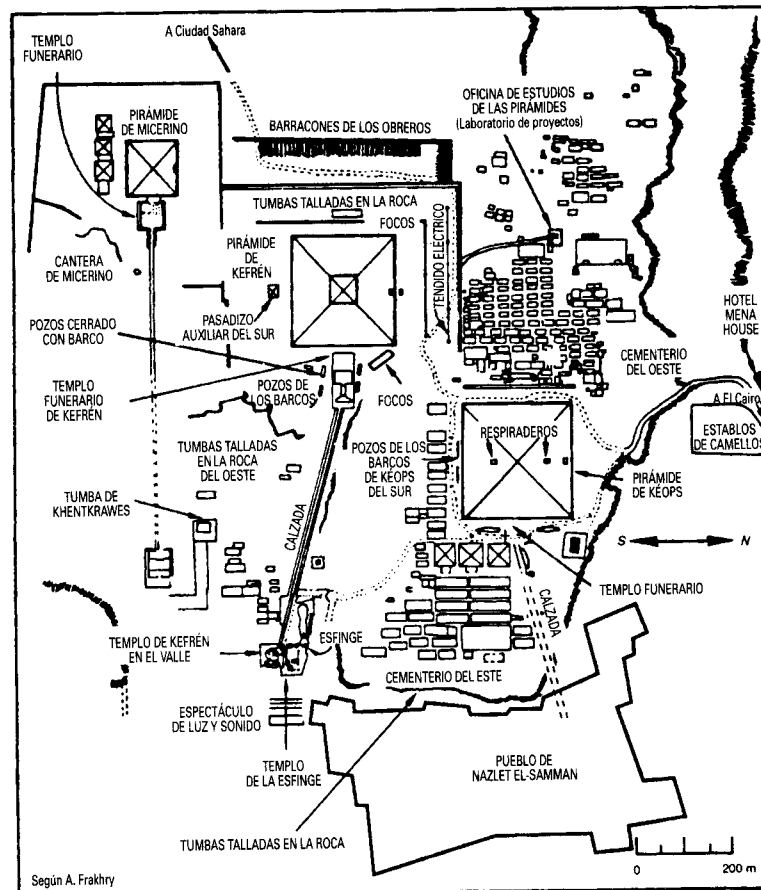 TEMPLO
FUNERARIO
A Ciudad Sahara
PIRÁMIDE
DE MICERINO
OFICINA DE ESTUDIOS
DE LAS PIRÁMIDES
(Laboratorio de proyectos)
BARRACONES DE LOS OBREROS
TUMBAS TALLADAS EN LA ROCA
FOCOS
TENDIDO ELECTRICO
PIRÁMIDE
DE
KEFRÉN
CANTERA
DE MICERINO
PASADIZO
AUXILIAR DEL SUR
HOTEL
MENA
HOUSE
POZOS CERRADO
CON BARCO
CEMENTERIO
DEL OESTE
TEMPLO
FUNERARIO
DE KEFRÉN
POZOS DE
LOS BARCOS
FOCOS
A El Cairo
ESTABLOS
DE CAMELLOS
TUMBAS TALLADAS
EN LA ROCA
DEL OESTE
POZOS DE LOS
BARCOS
DE KÉOPS
DEL SUR
RESPIRADEROS
PIRÁMIDE
DE KÉOPS
TUMBA DE
KHENTKRAWES
CALZADA
S
N
TEMPLO FUNERARIO
CALZADA
TEMPLO DE KEFRÉN
EN EL VALLE
ESFINGE
CEMENTERIO DEL ESTE
ESPECTÁCULO
DE LUZ Y SONIDO
TEMPLO
DE LA ESFINGE
PUEBLO DE
NAZLET EL-SAMMAN
TUMBAS TALLADAS EN LA ROCA
Según A. Frakhry
0
200 m